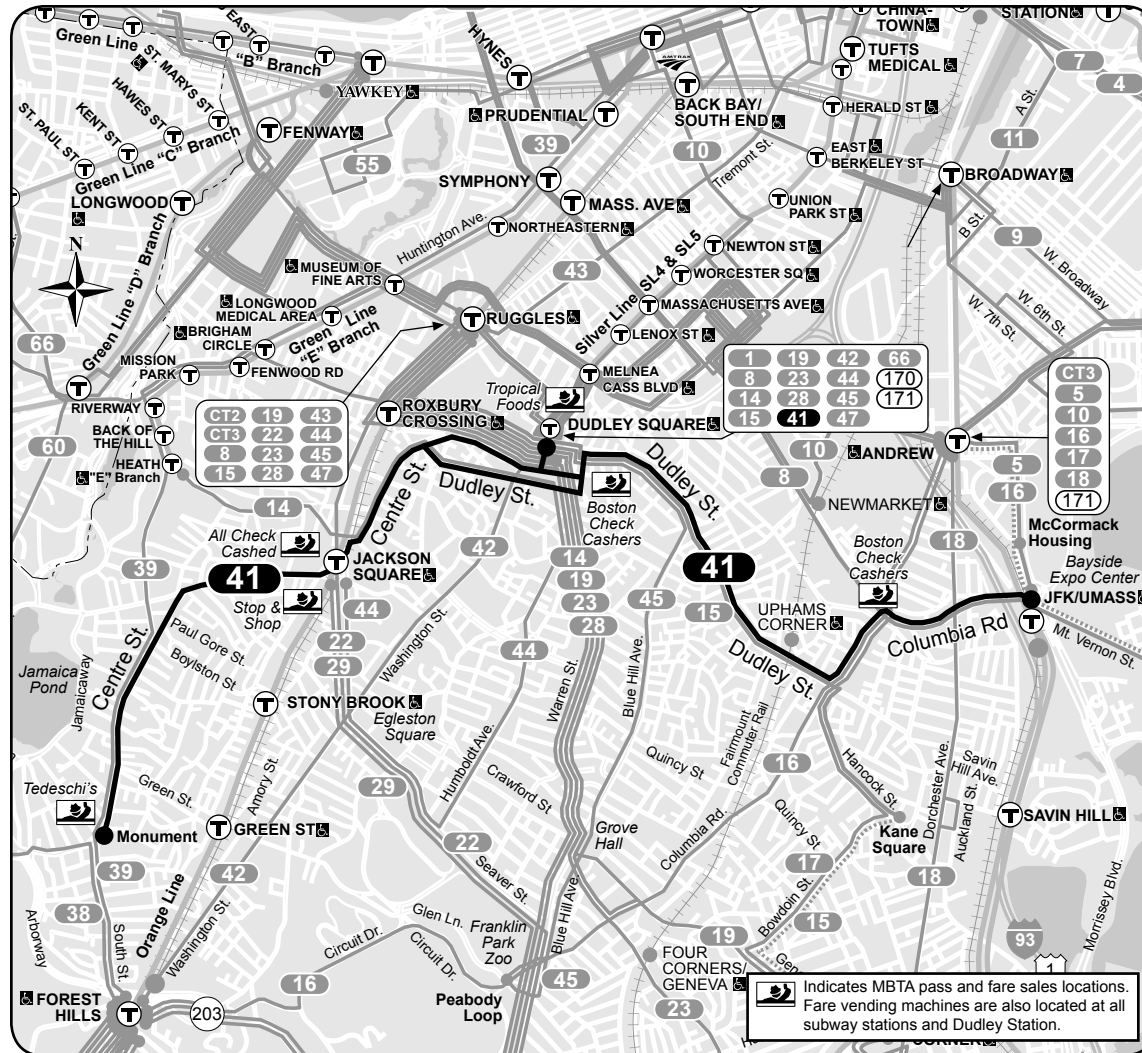 EAST
Green Line
"B" Branch
ST. MARYS ST
HAWES ST
KENT ST
ST. PAUL ST
Green Line "C" Branch
YAWKEY
FENWAY
LONGWOOD
HYNES
PRUDENTIAL
AMTRAK
BACK BAY/
SOUTH END
CHINA-
TOWN
TUFTS
MEDICAL
STATION
HERALD ST
EAST
BERKELEY ST
BROADWAY
A St.
B St.
7
4
11
9
39
10
55
43
SYMPHONY
MASS. AVE
NORTHEASTERN
Huntington Ave.
Tremont St.
UNION
PARK ST
NEWTON ST
WORCESTER SQ
MASSACHUSETTS AVE
LENOX ST
Silver Line SL4 & SL5
MELNEA
CASS BLVD
W. Broadway
W. 6th St.
W. 7th St.
N
Green Line "D" Branch
MUSEUM OF
FINE ARTS
LONGWOOD
MEDICAL AREA
Green Line
"E" Branch
BRIGHAM
CIRCLE
FENWOOD RD
MISSION
PARK
RIVERWAY
BACK OF
THE HILL
HEATH
"E" Branch
66
60
RUGGLES
ROXBURY
CROSSING
CT2 19 43
CT3 22 44
8 23 45
15 28 47
Tropical
Foods
DUDLEY SQUARE
1 19 42 66
8 23 44 170
14 28 45 171
15 41 47
ANDREW
CT3
5
10
16
17
18
171
10
8
5
16
18
NEWMARKET
McCormack
Housing
Bayside
Expo Center
JFK/UMASS
Mt. Vernon St.
Centre St.
Dudley St.
Dudley St.
Boston
Check
Cashers
Boston
Check
Cashers
14
39
All Check
Cashed
JACKSON
SQUARE
41
Stop &
Shop
44
22
29
42
14
19
23
28
45
15
41
UPHAMS
CORNER
Dudley St.
Columbia Rd
Centre St.
Paul Gore St.
Boylston St
Jamaica
Pond
Jamaicaway
STONY BROOK
Egleston
Square
Washington St.
44
Warren St.
Blue Hill Ave.
Humboldt Ave.
Crawford St
Quincy St
Fairmount
Commuter Rail
16
Hancock St.
Dorchester Ave
Savin
Hill Ave.
Auckland St.
SAVIN HILL
Tedeschi's
Monument
Green St.
Amory St.
GREEN ST
29
22
Seaver St.
Grove
Hall
Columbia Rd.
Quincy St
Kane
Square
17
Bowdoin St.
15
18
39
38
42
Orange Line
Washington St.
Arborway
South St.
FOREST
HILLS
203
16
Circuit Dr.
Glen Ln.
Circuit Dr.
Franklin
Park
Zoo
Blue Hill Ave.
Peabody
Loop
45
19
23
FOUR
CORNERS/
GENEVA
93
1
Morrissey Blvd.
Indicates MBTA pass and fare sales locations.
Fare vending machines are also located at all
subway stations and Dudley Station.